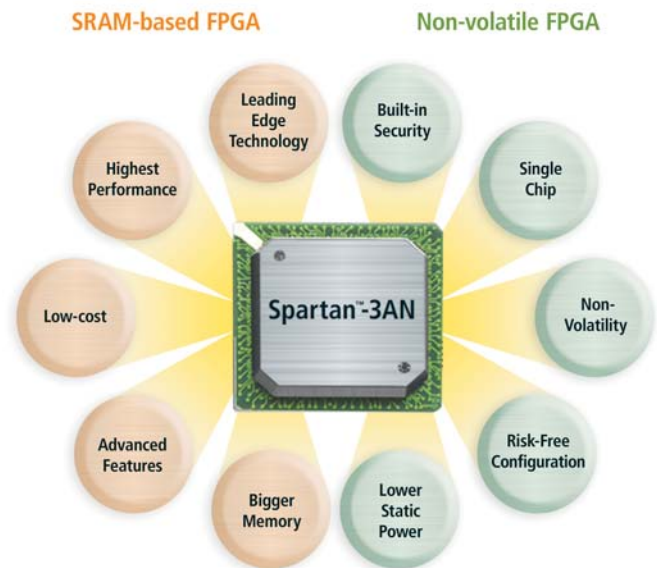 SRAM-based FPGA
Non-volatile FPGA
Leading
Edge
Technology
Built-in
Security
Highest
Performance
Single
Chip
Low-cost
Spartan™-3AN
Non-
Volatility
Advanced
Features
Risk-Free
Configuration
Bigger
Memory
Lower
Static
Power